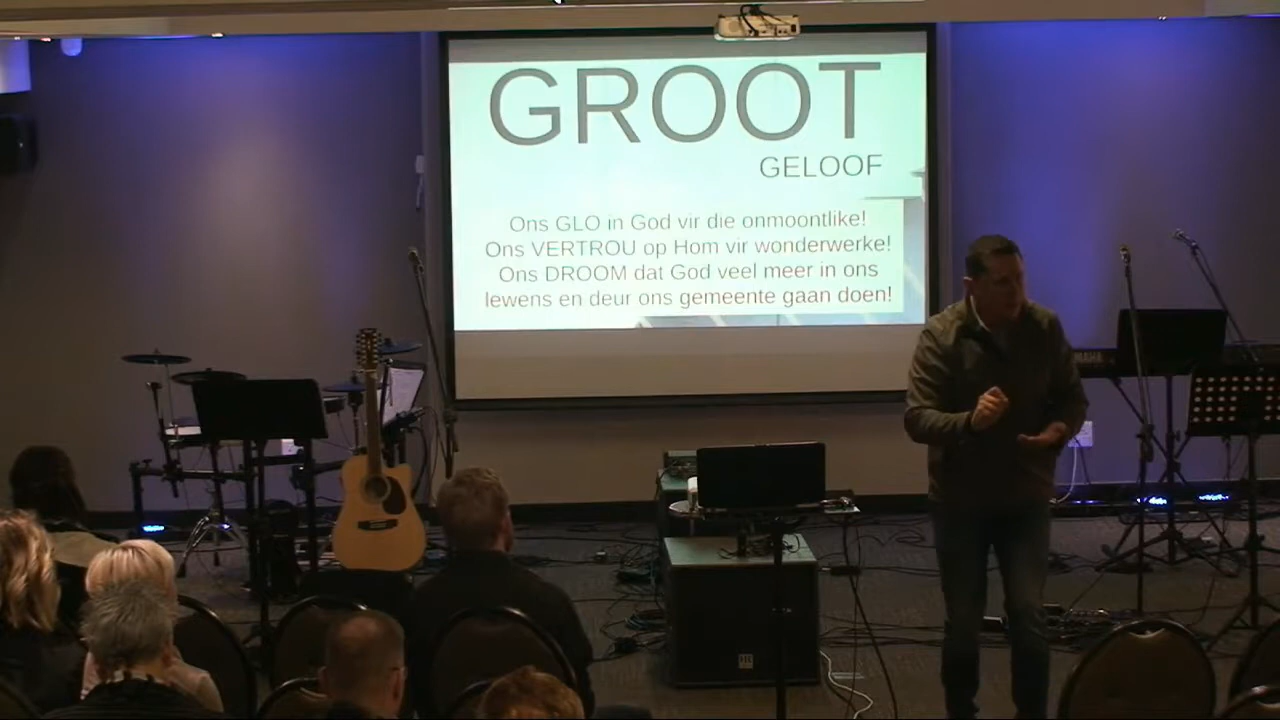 GROOT
GELOOF
Ons GLO in God vir die onmoontlike!
Ons VERTROU op Hom vir wonderwerke!
Ons DROOM dat God veel meer in ons
lewens en deur ons gemeente gaan doen!
YAMAHA